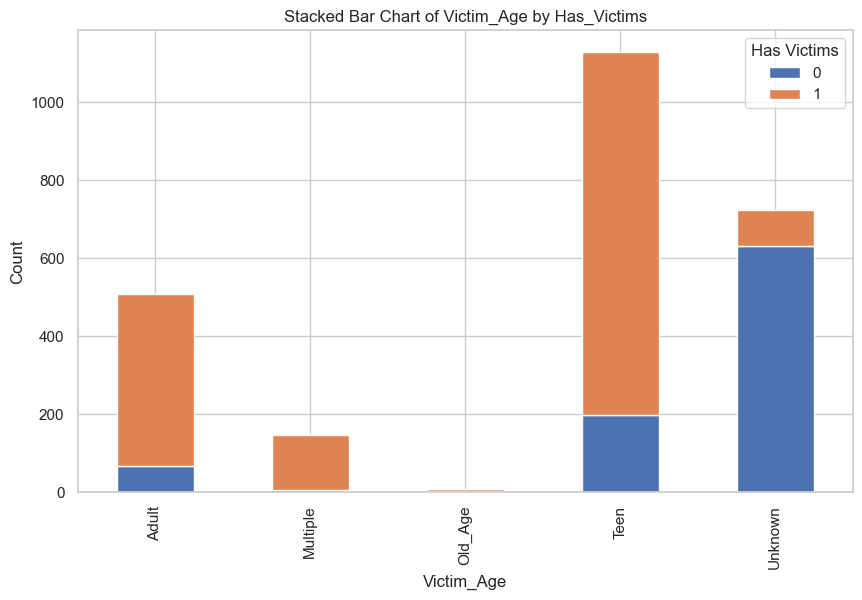 Stacked Bar Chart of Victim_Age by Has_Victims
Has Victims
0
1
1000
800
600
400
200
0
Count
Adult
Multiple
Old_Age
Teen
Unknown
Victim_Age